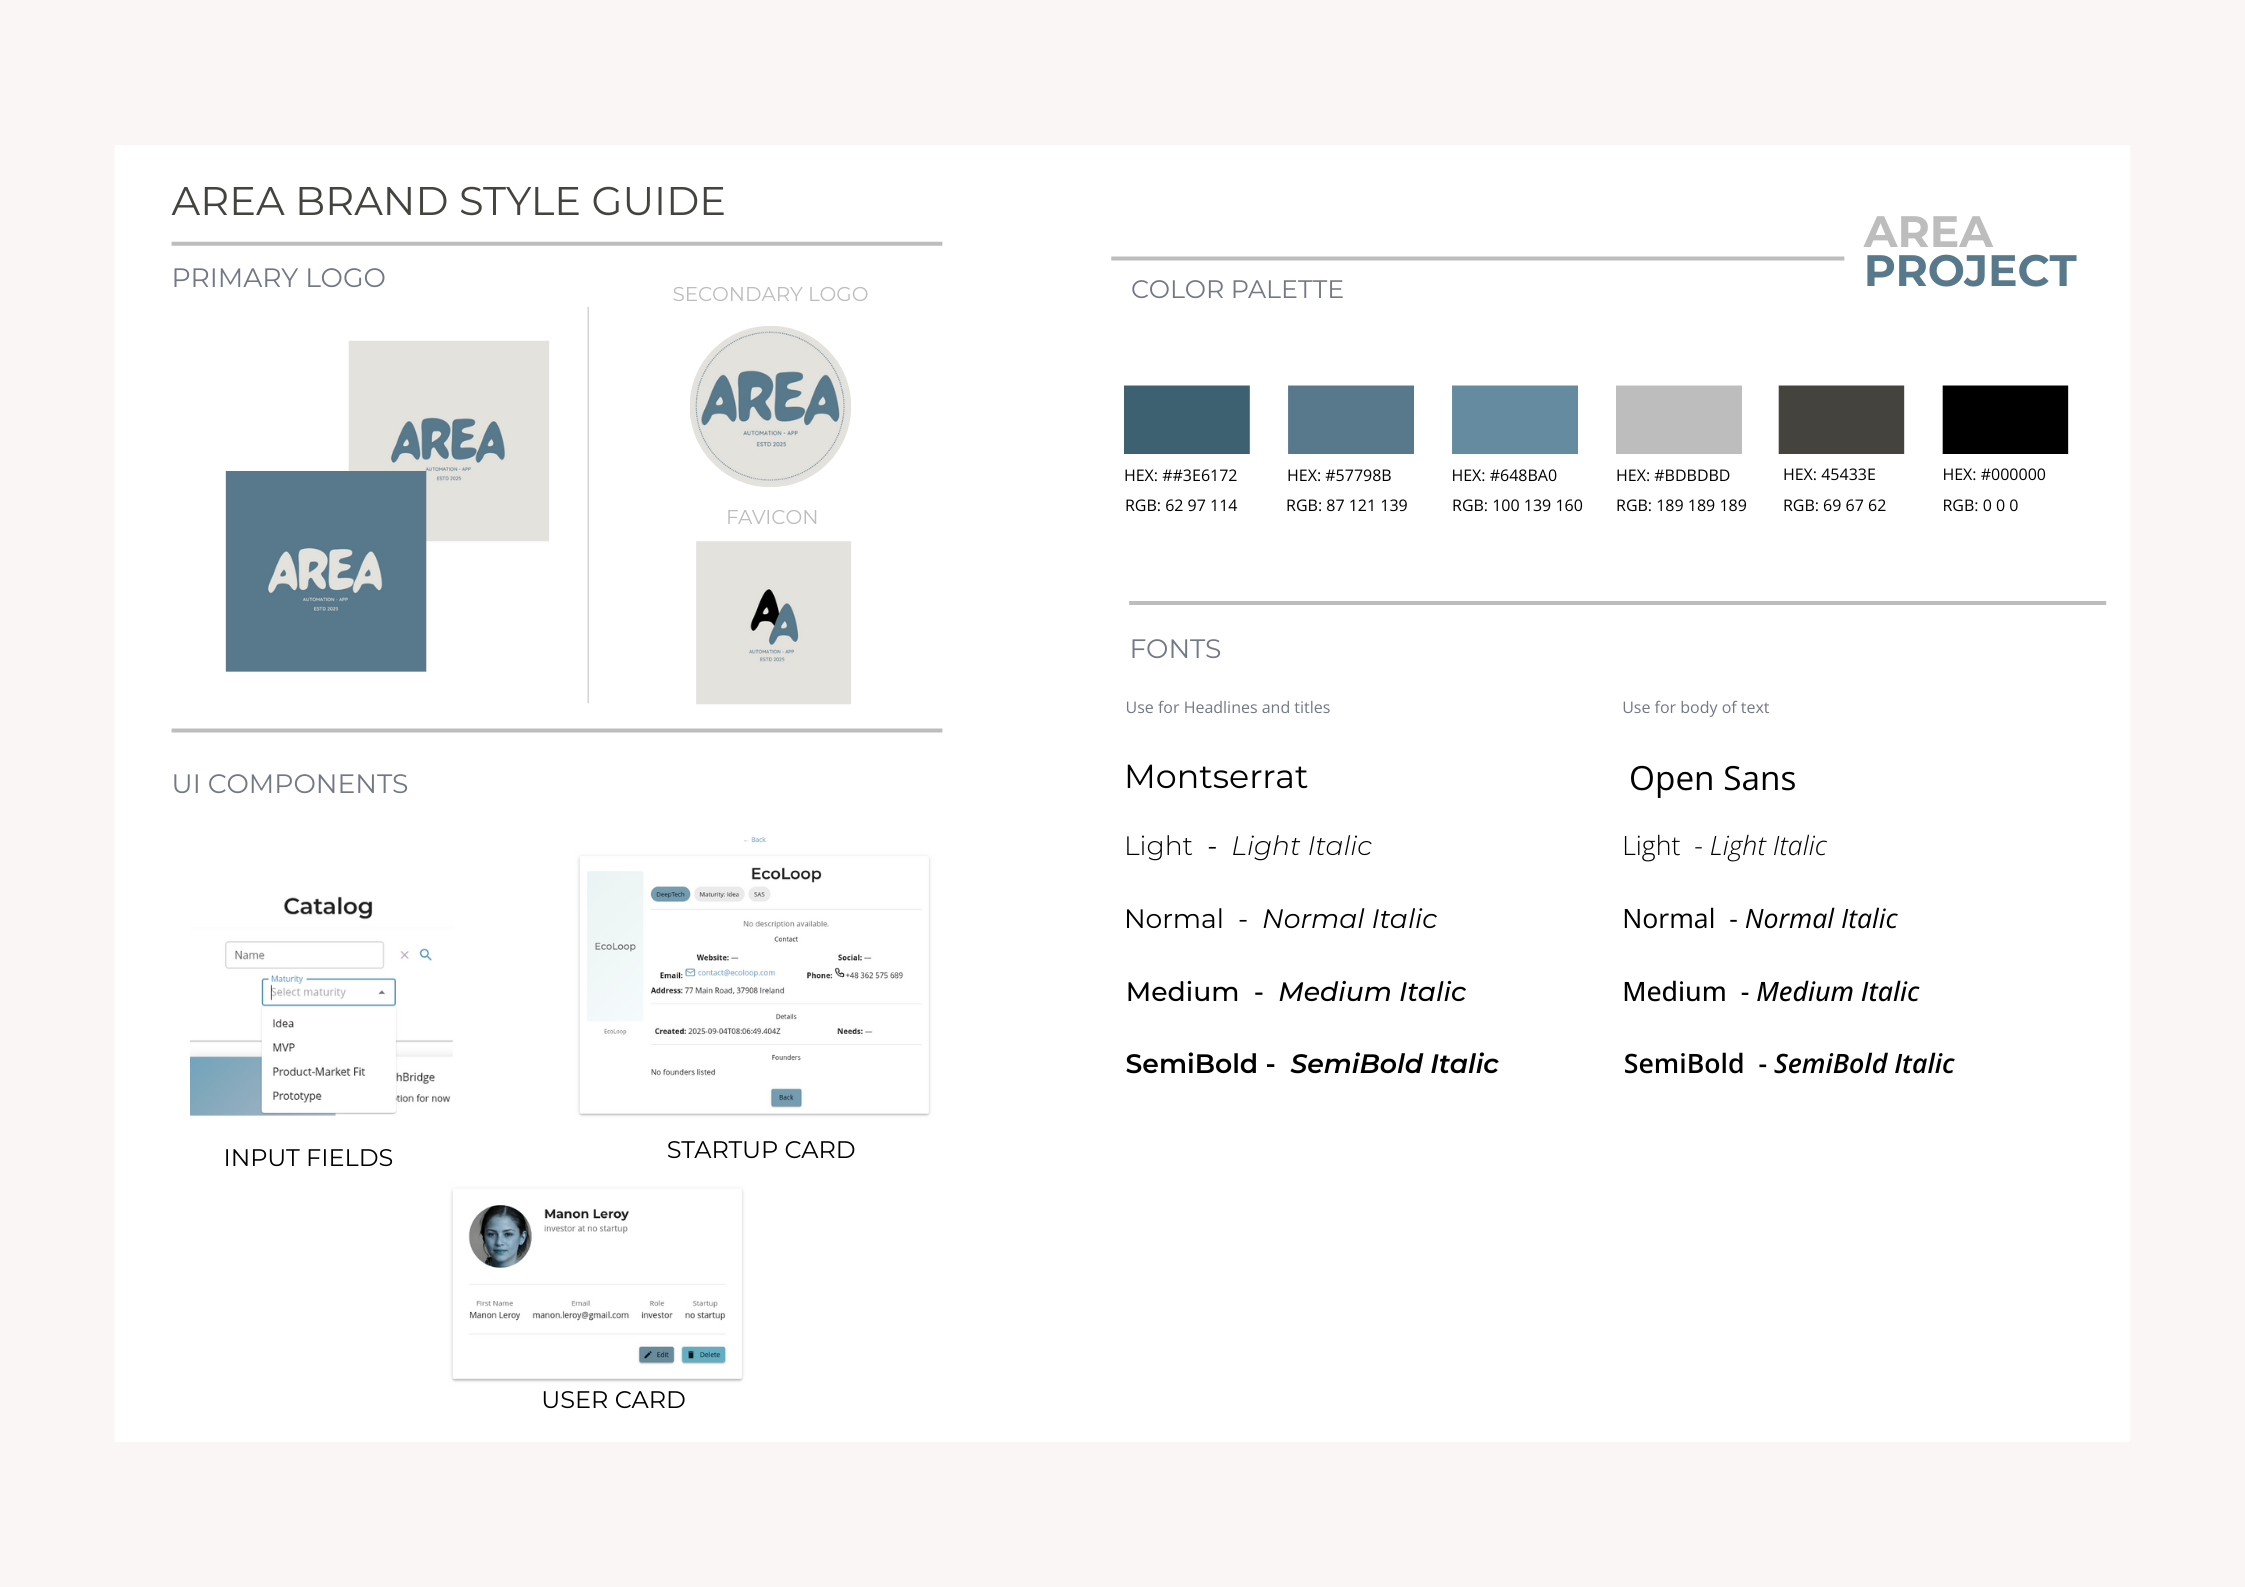 AREA BRAND STYLE GUIDE
PRIMARY LOGO
AREA
AUTOMATION - APP
ESTD 2025
AREA
AUTOMATION - APP
ESTD 2025
SECONDARY LOGO
AREA
AUTOMATION - APP
ESTD 2025
FAVICON
AA
AUTOMATION - APP
ESTD 2025
UI COMPONENTS
Catalog
Name
Maturity
Select maturity
Idea
MVP
Product-Market Fit
Prototype
hBridge
tion for now
INPUT FIELDS
← Back
EcoLoop
DeepTech Maturity: idea SAS
EcoLoop
EcoLoop
No description available.
Contact
Website: — Social: —
Email: contact@ecoloop.com Phone: +48 362 575 689
Address: 77 Main Road, 37908 Ireland
Details
Created: 2025-09-04T08:06:49.404Z Needs: —
Founders
No founders listed
Back
STARTUP CARD
Manon Leroy
investor at no startup
First Name Email Role Startup
Manon Leroy manon.leroy@gmail.com investor no startup
Edit Delete
USER CARD
AREA
PROJECT
COLOR PALETTE
HEX: ##3E6172 HEX: #57798B HEX: #648BA0 HEX: #BDBDBD HEX: 45433E HEX: #000000
RGB: 62 97 114 RGB: 87 121 139 RGB: 100 139 160 RGB: 189 189 189 RGB: 69 67 62 RGB: 0 0 0
FONTS
Use for Headlines and titles
Montserrat
Light - Light Italic
Normal - Normal Italic
Medium - Medium Italic
SemiBold - SemiBold Italic
Use for body of text
Open Sans
Light - Light Italic
Normal - Normal Italic
Medium - Medium Italic
SemiBold - SemiBold Italic